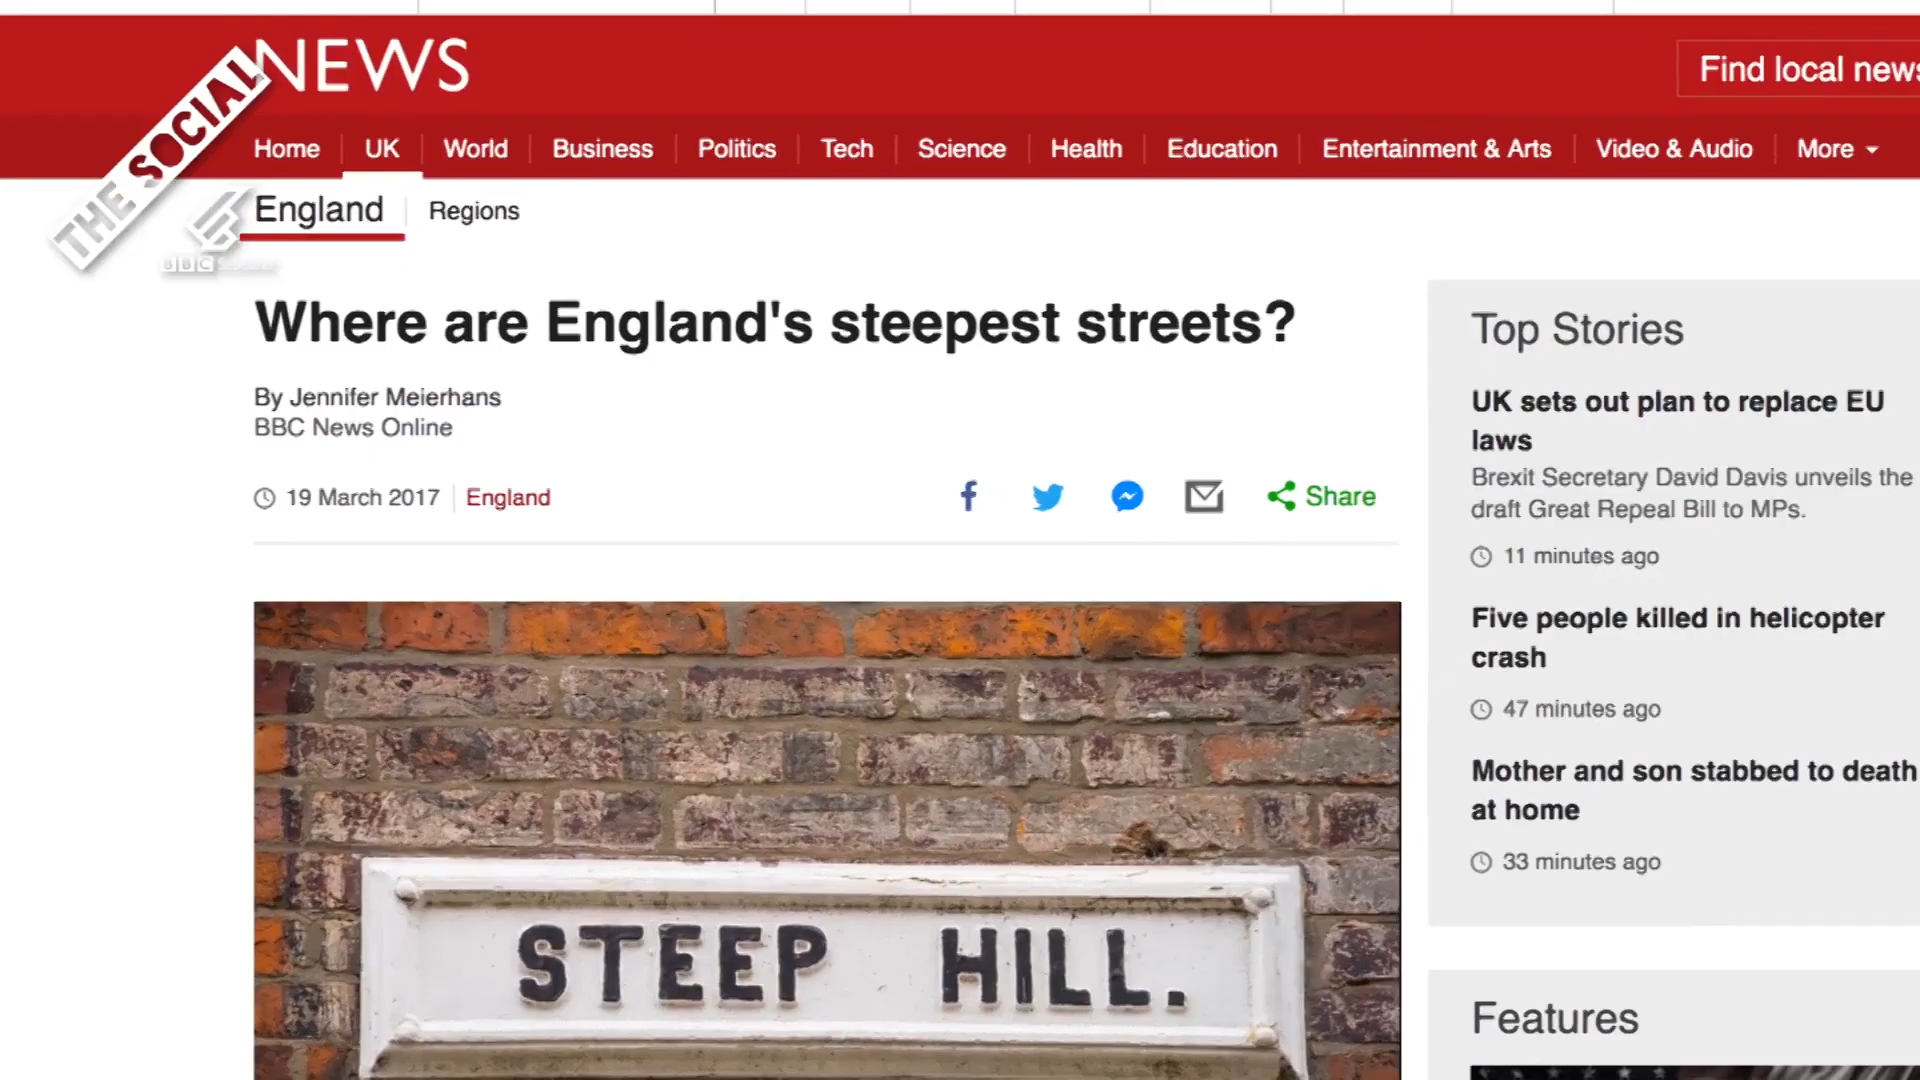 NEWS
Find local news
THE SOCIAL
Home
UK
World
Business
Politics
Tech
Science
Health
Education
Entertainment & Arts
Video & Audio
More
England
Regions
BBC
Where are England's steepest streets?
By Jennifer Meierhans
BBC News Online
19 March 2017
England
Share
STEEP HILL.
Top Stories
UK sets out plan to replace EU
laws
Brexit Secretary David Davis unveils the
draft Great Repeal Bill to MPs.
11 minutes ago
Five people killed in helicopter
crash
47 minutes ago
Mother and son stabbed to death
at home
33 minutes ago
Features